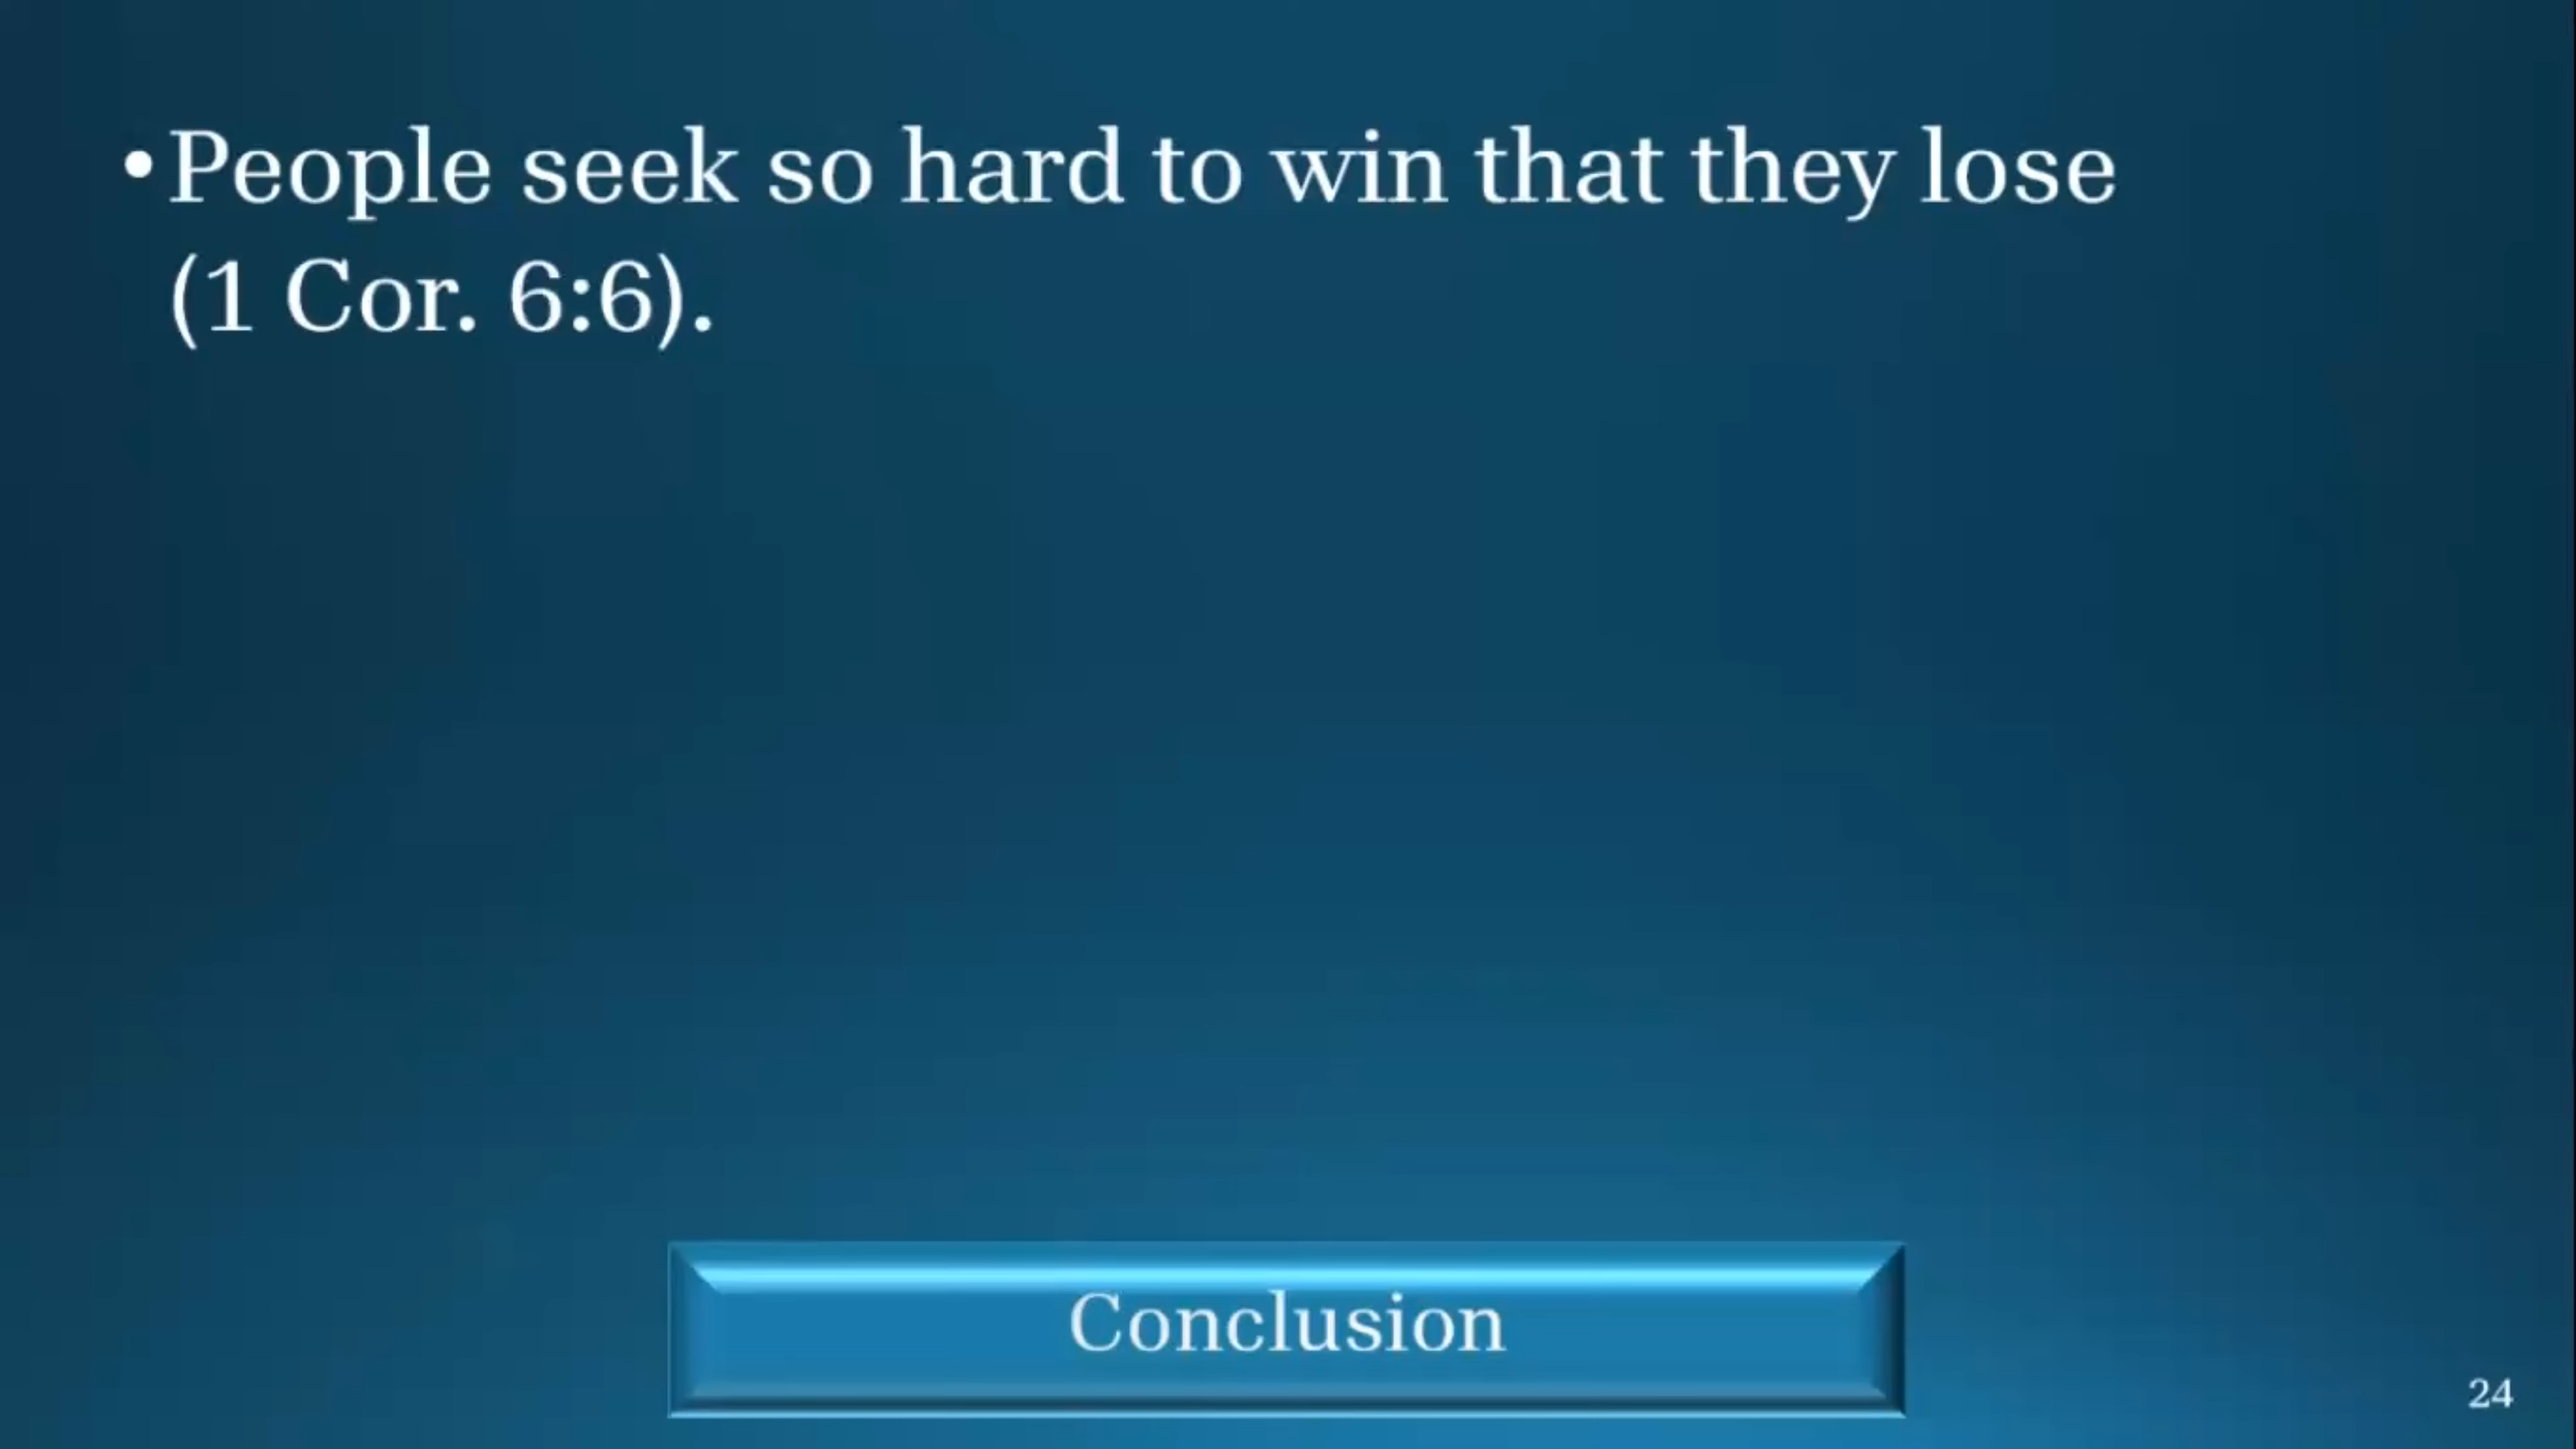 •People seek so hard to win that they lose
(1 Cor. 6:6).
Conclusion
24